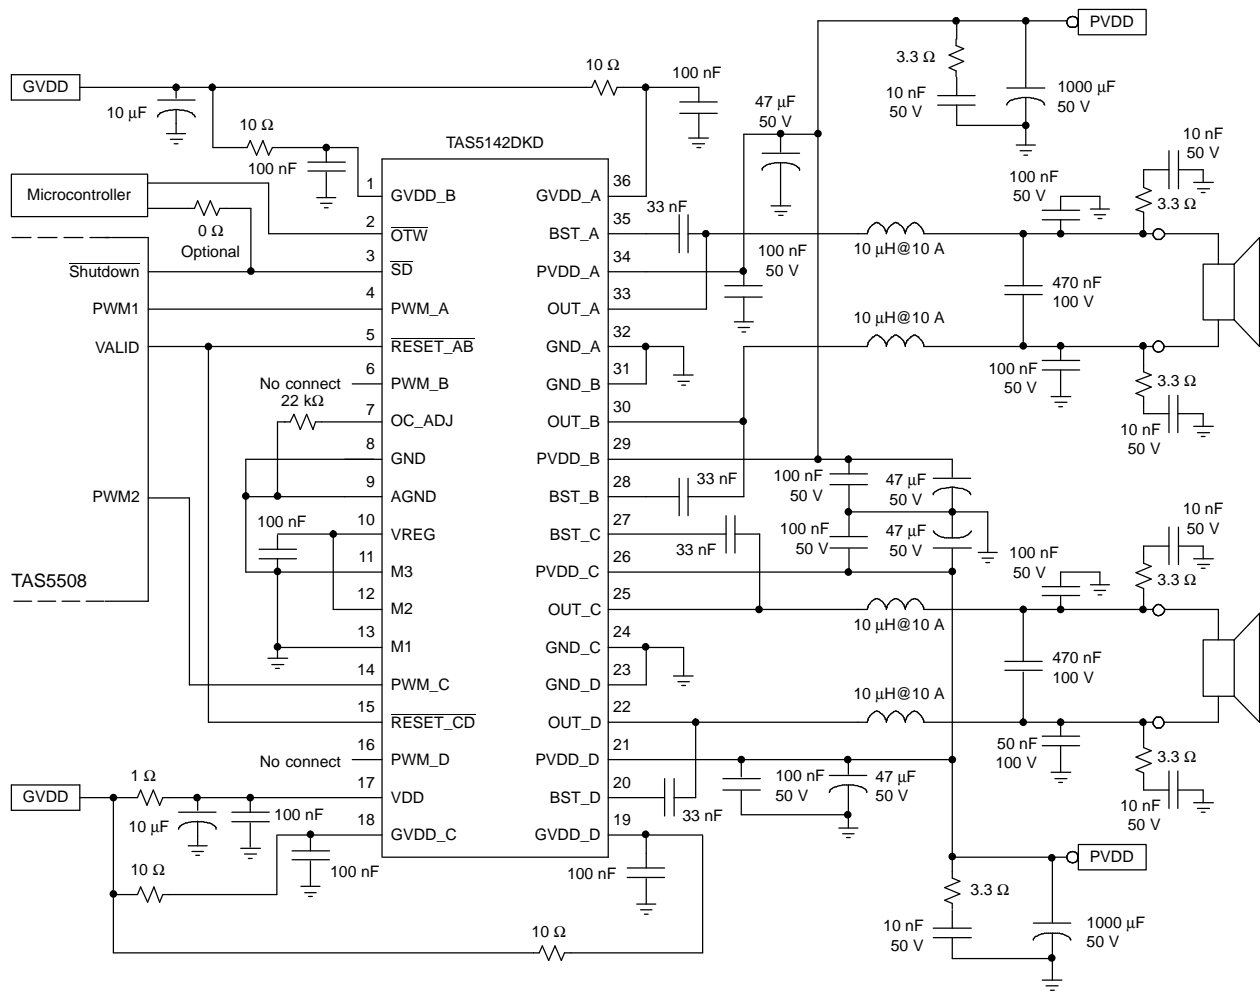 PVDD
3.3 Ω
10 nF
50 V
1000 µF
50 V
GVDD
10 µF
10 Ω
100 nF
47 µF
50 V
10 Ω
100 nF
TAS5142DKD
10 nF
50 V
100 nF
50 V
3.3 Ω
Microcontroller
0 Ω
Optional
1
GVDD_B
2
OTW
3
SD
4
PWM_A
5
RESET_AB
6
PWM_B
7
OC_ADJ
8
GND
9
AGND
10
VREG
11
M3
12
M2
13
M1
14
PWM_C
15
RESET_CD
16
PWM_D
17
VDD
18
GVDD_C
36
GVDD_A
35
BST_A
34
PVDD_A
33
OUT_A
32
GND_A
31
GND_B
30
OUT_B
29
PVDD_B
28
BST_B
27
BST_C
26
PVDD_C
25
OUT_C
24
GND_C
23
GND_D
22
OUT_D
21
PVDD_D
20
BST_D
19
GVDD_D
Shutdown
PWM1
VALID
PWM2
TAS5508
No connect
22 kΩ
100 nF
No connect
33 nF
100 nF
50 V
10 µH@10 A
10 µH@10 A
470 nF
100 V
100 nF
50 V
3.3 Ω
10 nF
50 V
33 nF
100 nF
50 V
47 µF
50 V
33 nF
100 nF
50 V
47 µF
50 V
10 nF
50 V
100 nF
50 V
3.3 Ω
10 µH@10 A
10 µH@10 A
470 nF
100 V
50 nF
100 V
3.3 Ω
10 nF
50 V
GVDD
1 Ω
10 µF
100 nF
10 Ω
100 nF
33 nF
100 nF
50 V
47 µF
50 V
100 nF
10 Ω
PVDD
3.3 Ω
10 nF
50 V
1000 µF
50 V